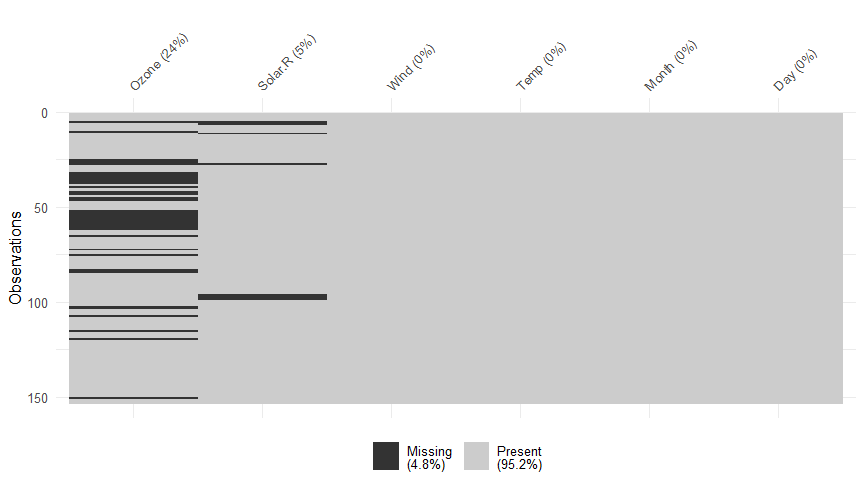 Ozone (24%)
Solar.R (5%)
Wind (0%)
Temp (0%)
Month (0%)
Day (0%)
0
50
100
150
Observations
Missing
(4.8%)
Present
(95.2%)